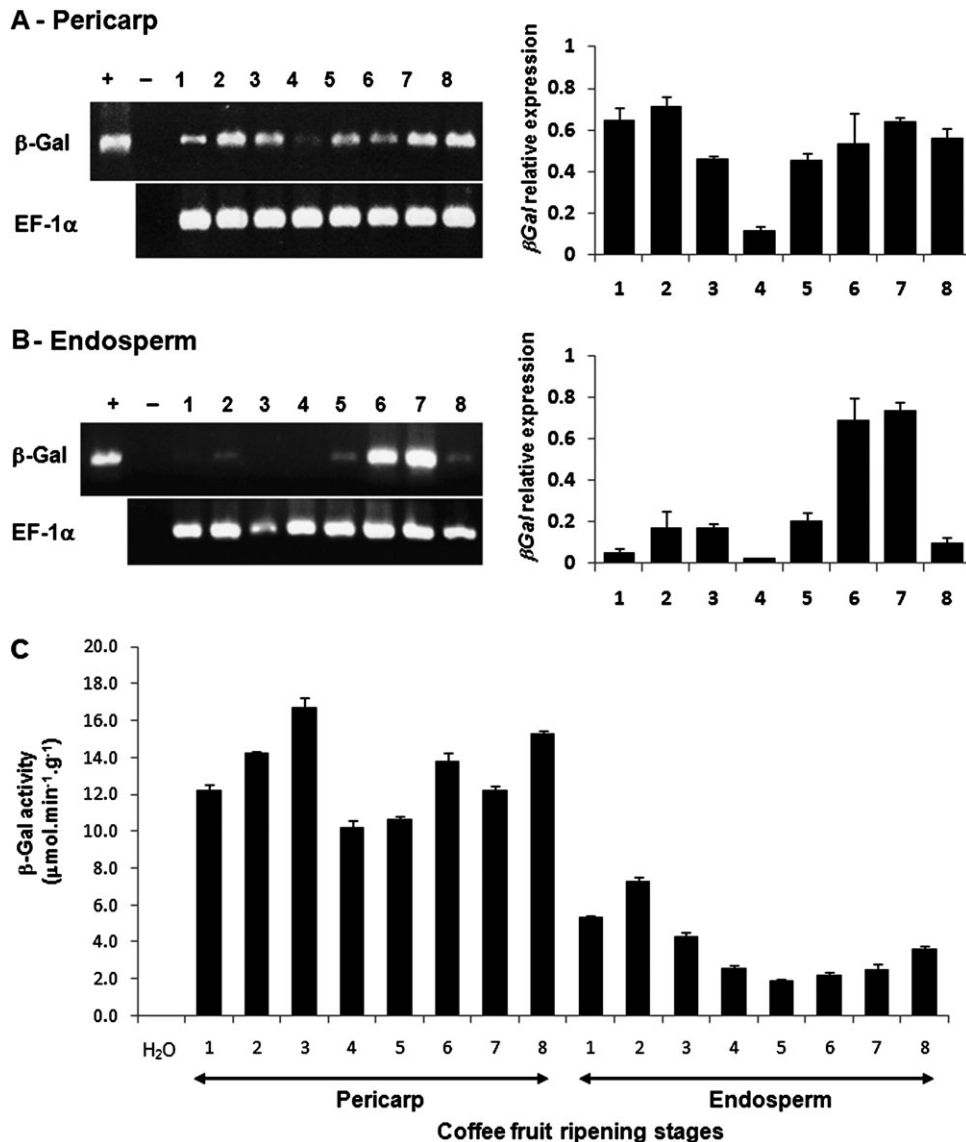 A - Pericarp
+ – 1 2 3 4 5 6 7 8
β-Gal
EF-1α
βGal relative expression
1
0.8
0.6
0.4
0.2
0
1 2 3 4 5 6 7 8
B - Endosperm
+ – 1 2 3 4 5 6 7 8
β-Gal
EF-1α
βGal relative expression
1
0.8
0.6
0.4
0.2
0
1 2 3 4 5 6 7 8
C
β-Gal activity
(μmol.min⁻¹.g⁻¹)
20.0
18.0
16.0
14.0
12.0
10.0
8.0
6.0
4.0
2.0
0.0
H₂O 1 2 3 4 5 6 7 8 1 2 3 4 5 6 7 8
Pericarp Endosperm
Coffee fruit ripening stages